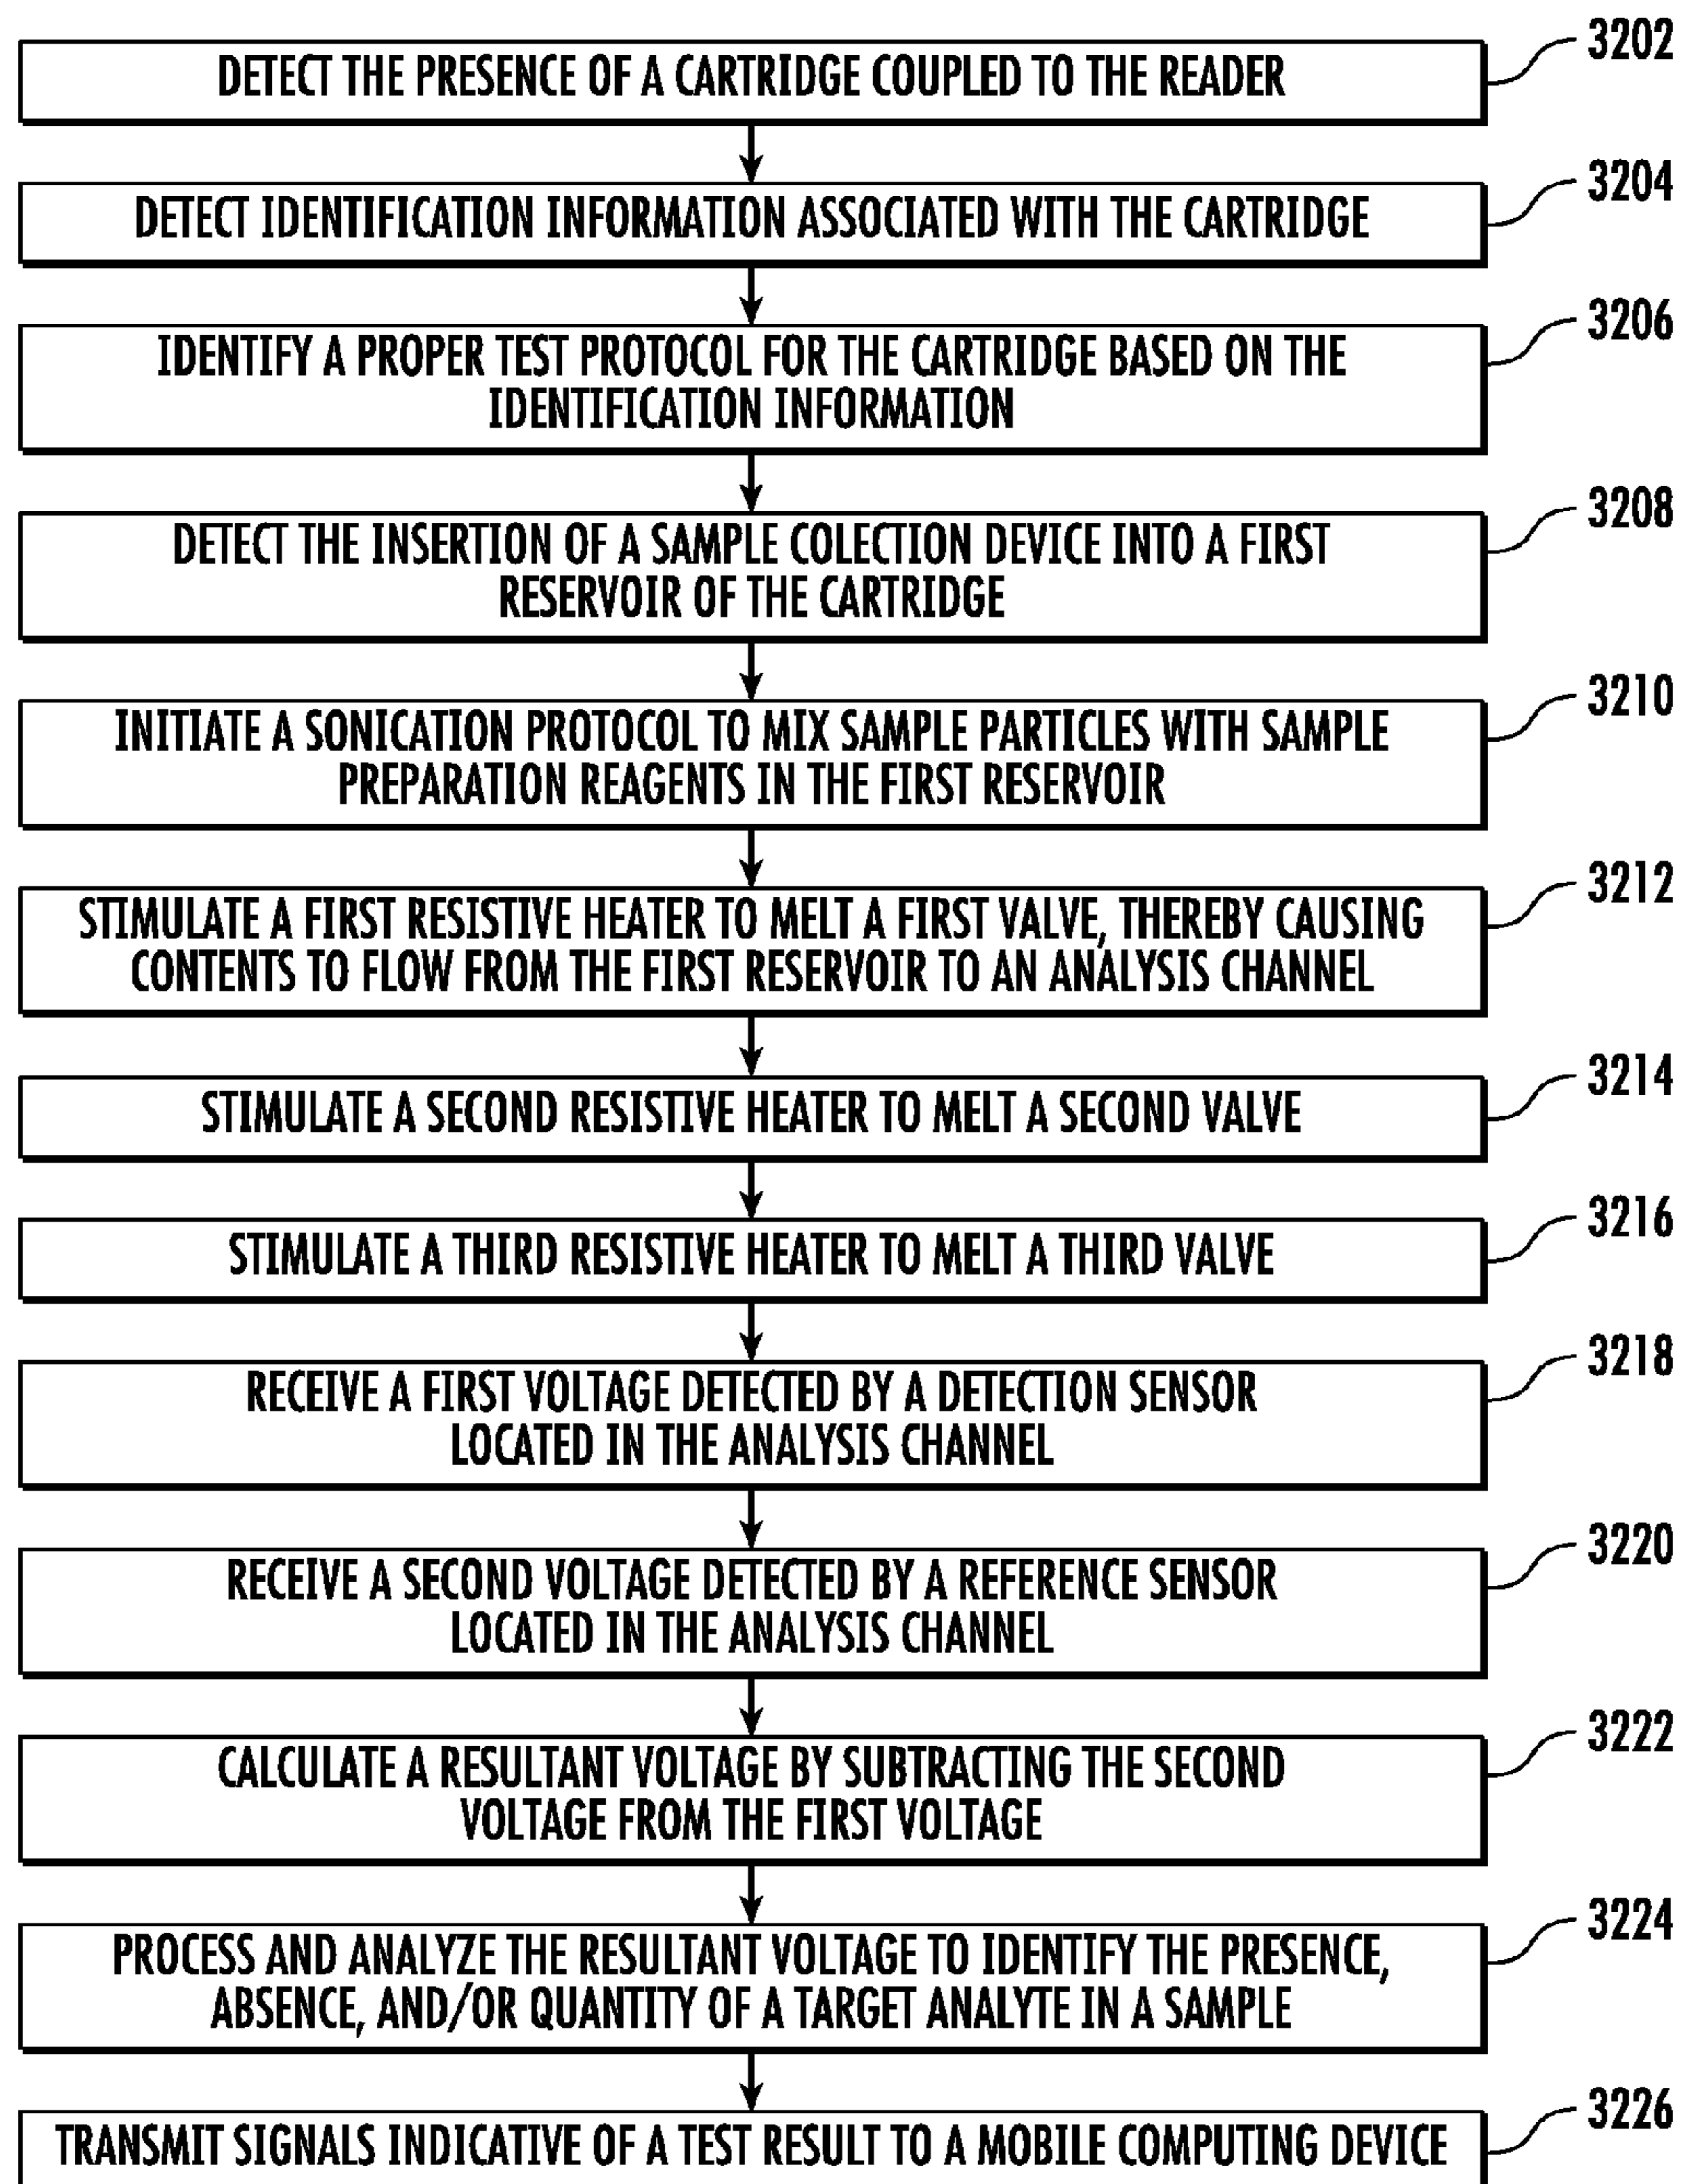 3202
DETECT THE PRESENCE OF A CARTRIDGE COUPLED TO THE READER
3204
DETECT IDENTIFICATION INFORMATION ASSOCIATED WITH THE CARTRIDGE
3206
IDENTIFY A PROPER TEST PROTOCOL FOR THE CARTRIDGE BASED ON THE
IDENTIFICATION INFORMATION
3208
DETECT THE INSERTION OF A SAMPLE COLECTION DEVICE INTO A FIRST
RESERVOIR OF THE CARTRIDGE
3210
INITIATE A SONICATION PROTOCOL TO MIX SAMPLE PARTICLES WITH SAMPLE
PREPARATION REAGENTS IN THE FIRST RESERVOIR
3212
STIMULATE A FIRST RESISTIVE HEATER TO MELT A FIRST VALVE, THEREBY CAUSING
CONTENTS TO FLOW FROM THE FIRST RESERVOIR TO AN ANALYSIS CHANNEL
3214
STIMULATE A SECOND RESISTIVE HEATER TO MELT A SECOND VALVE
3216
STIMULATE A THIRD RESISTIVE HEATER TO MELT A THIRD VALVE
3218
RECEIVE A FIRST VOLTAGE DETECTED BY A DETECTION SENSOR
LOCATED IN THE ANALYSIS CHANNEL
3220
RECEIVE A SECOND VOLTAGE DETECTED BY A REFERENCE SENSOR
LOCATED IN THE ANALYSIS CHANNEL
3222
CALCULATE A RESULTANT VOLTAGE BY SUBTRACTING THE SECOND
VOLTAGE FROM THE FIRST VOLTAGE
3224
PROCESS AND ANALYZE THE RESULTANT VOLTAGE TO IDENTIFY THE PRESENCE,
ABSENCE, AND/OR QUANTITY OF A TARGET ANALYTE IN A SAMPLE
3226
TRANSMIT SIGNALS INDICATIVE OF A TEST RESULT TO A MOBILE COMPUTING DEVICE